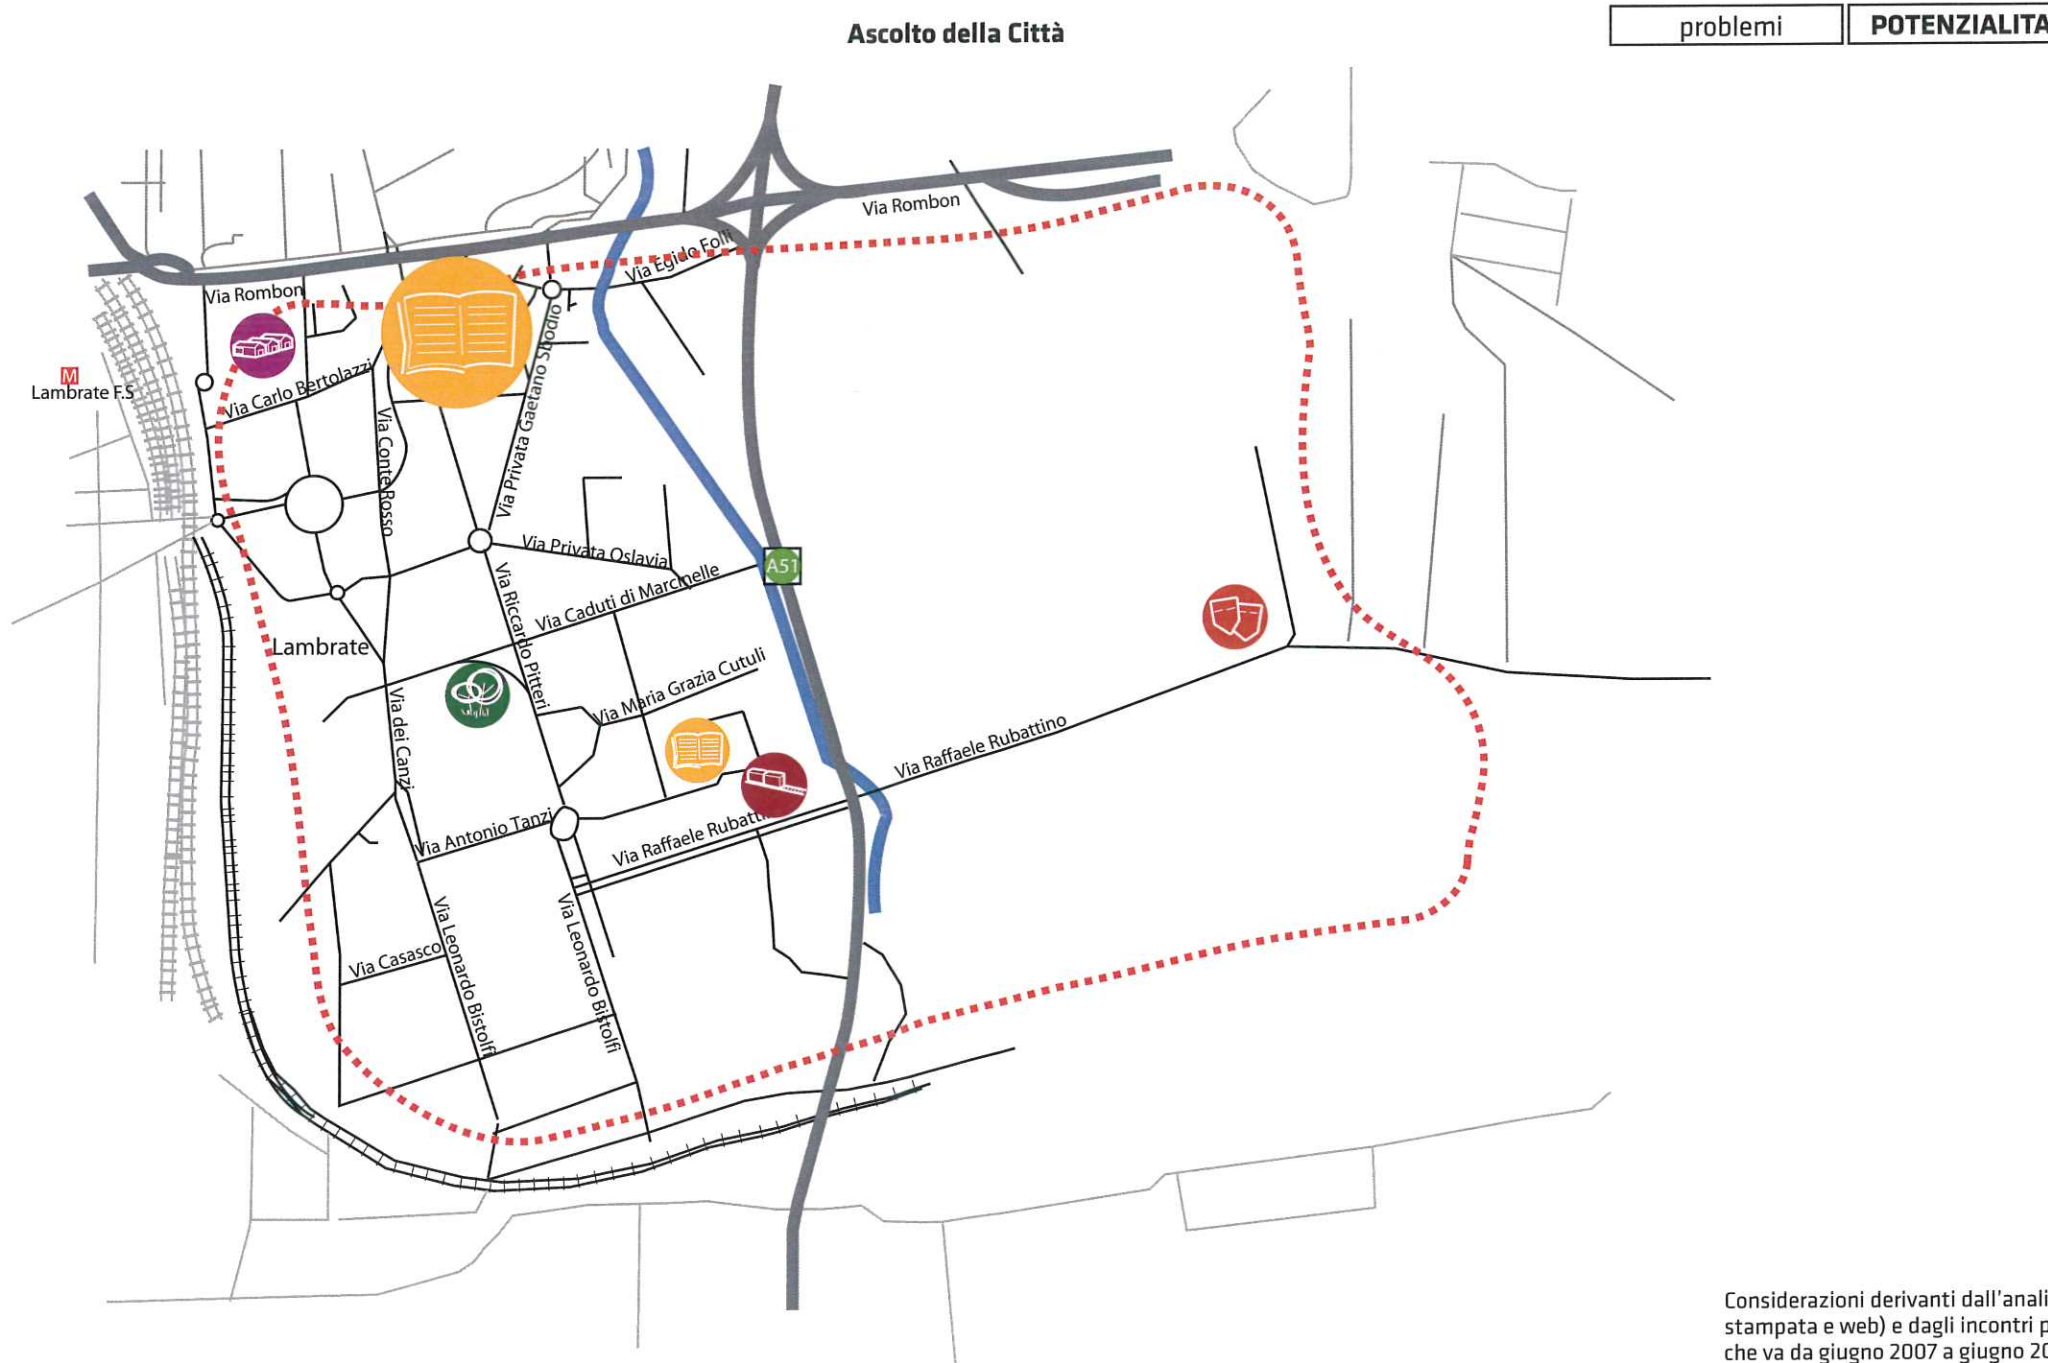 Ascolto della Città
problemi
POTENZIALITA
Via Rombon
Via Egido Folli
Via Rombon
M
Lambrate F.S
Via Carlo Bertolazzi
Via Conte Rosso
Via Privata Gaetano Sbodio
Via Privata Oslavia
A51
Via Caduti di Marcinelle
Via Riccardo Pitteri
Lambrate
Via Maria Grazia Cutuli
Via dei Canzi
Via Raffaele Rubattino
Via Antonio Tanzi
Via Raffaele Rubatti
Via Leonardo Bistolfi
Via Leonardo Bistolfi
Via Casasco
Considerazioni derivanti dall'anali
stampata e web) e dagli incontri p
che va da giugno 2007 a giugno 20